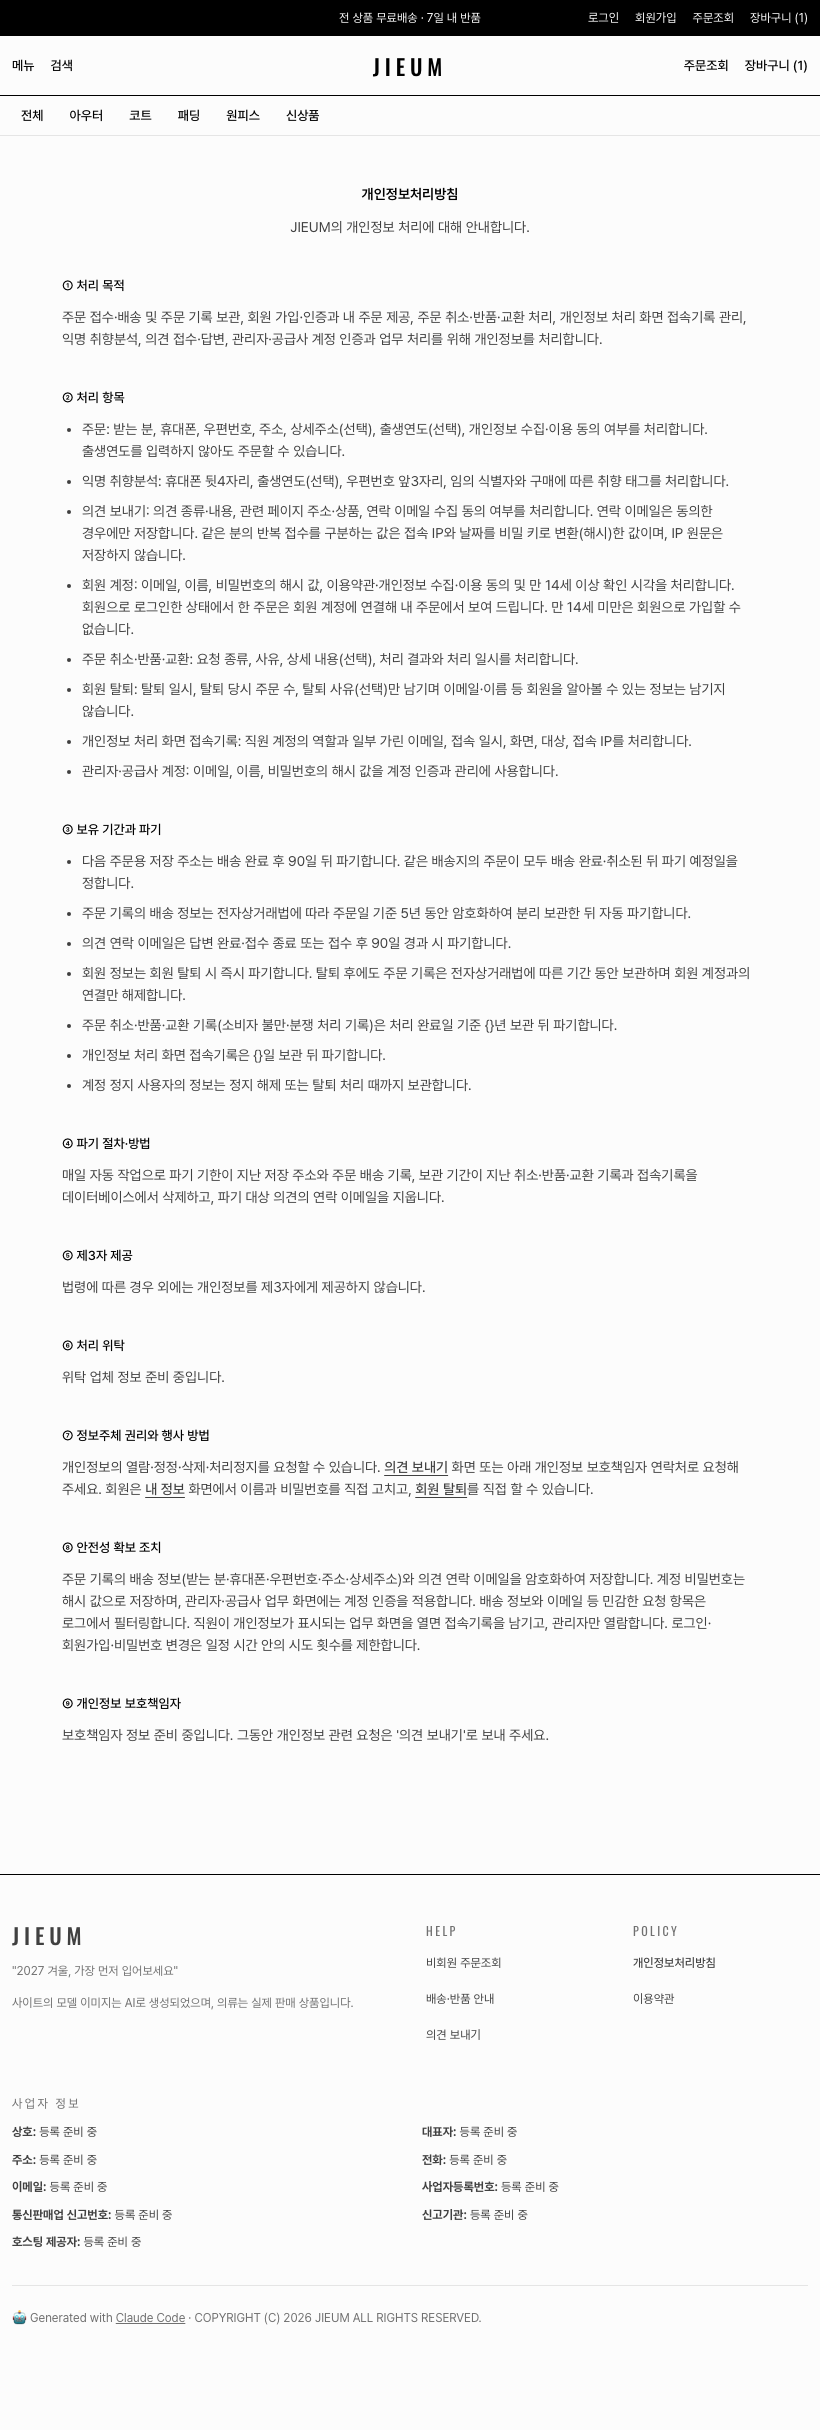 전 상품 무료배송 · 7일 내 반품
로그인 회원가입 주문조회 장바구니 (1)
메뉴 검색
JIEUM
주문조회 장바구니 (1)
전체 아우터 코트 패딩 원피스 신상품
개인정보처리방침
JIEUM의 개인정보 처리에 대해 안내합니다.
① 처리 목적
주문 접수·배송 및 주문 기록 보관, 회원 가입·인증과 내 주문 제공, 주문 취소·반품·교환 처리, 개인정보 처리 화면 접속기록 관리,
익명 취향분석, 의견 접수·답변, 관리자·공급사 계정 인증과 업무 처리를 위해 개인정보를 처리합니다.
② 처리 항목
• 주문: 받는 분, 휴대폰, 우편번호, 주소, 상세주소(선택), 출생연도(선택), 개인정보 수집·이용 동의 여부를 처리합니다.
출생연도를 입력하지 않아도 주문할 수 있습니다.
• 익명 취향분석: 휴대폰 뒷4자리, 출생연도(선택), 우편번호 앞3자리, 임의 식별자와 구매에 따른 취향 태그를 처리합니다.
• 의견 보내기: 의견 종류·내용, 관련 페이지 주소·상품, 연락 이메일 수집 동의 여부를 처리합니다. 연락 이메일은 동의한
경우에만 저장합니다. 같은 분의 반복 접수를 구분하는 값은 접속 IP와 날짜를 비밀 키로 변환(해시)한 값이며, IP 원문은
저장하지 않습니다.
• 회원 계정: 이메일, 이름, 비밀번호의 해시 값, 이용약관·개인정보 수집·이용 동의 및 만 14세 이상 확인 시각을 처리합니다.
회원으로 로그인한 상태에서 한 주문은 회원 계정에 연결해 내 주문에서 보여 드립니다. 만 14세 미만은 회원으로 가입할 수
없습니다.
• 주문 취소·반품·교환: 요청 종류, 사유, 상세 내용(선택), 처리 결과와 처리 일시를 처리합니다.
• 회원 탈퇴: 탈퇴 일시, 탈퇴 당시 주문 수, 탈퇴 사유(선택)만 남기며 이메일·이름 등 회원을 알아볼 수 있는 정보는 남기지
않습니다.
• 개인정보 처리 화면 접속기록: 직원 계정의 역할과 일부 가린 이메일, 접속 일시, 화면, 대상, 접속 IP를 처리합니다.
• 관리자·공급사 계정: 이메일, 이름, 비밀번호의 해시 값을 계정 인증과 관리에 사용합니다.
③ 보유 기간과 파기
• 다음 주문용 저장 주소는 배송 완료 후 90일 뒤 파기합니다. 같은 배송지의 주문이 모두 배송 완료·취소된 뒤 파기 예정일을
정합니다.
• 주문 기록의 배송 정보는 전자상거래법에 따라 주문일 기준 5년 동안 암호화하여 분리 보관한 뒤 자동 파기합니다.
• 의견 연락 이메일은 답변 완료·접수 종료 또는 접수 후 90일 경과 시 파기합니다.
• 회원 정보는 회원 탈퇴 시 즉시 파기합니다. 탈퇴 후에도 주문 기록은 전자상거래법에 따른 기간 동안 보관하며 회원 계정과의
연결만 해제합니다.
• 주문 취소·반품·교환 기록(소비자 불만·분쟁 처리 기록)은 처리 완료일 기준 {}년 보관 뒤 파기합니다.
• 개인정보 처리 화면 접속기록은 {}일 보관 뒤 파기합니다.
• 계정 정지 사용자의 정보는 정지 해제 또는 탈퇴 처리 때까지 보관합니다.
④ 파기 절차·방법
매일 자동 작업으로 파기 기한이 지난 저장 주소와 주문 배송 기록, 보관 기간이 지난 취소·반품·교환 기록과 접속기록을
데이터베이스에서 삭제하고, 파기 대상 의견의 연락 이메일을 지웁니다.
⑤ 제3자 제공
법령에 따른 경우 외에는 개인정보를 제3자에게 제공하지 않습니다.
⑥ 처리 위탁
위탁 업체 정보 준비 중입니다.
⑦ 정보주체 권리와 행사 방법
개인정보의 열람·정정·삭제·처리정지를 요청할 수 있습니다. 의견 보내기 화면 또는 아래 개인정보 보호책임자 연락처로 요청해
주세요. 회원은 내 정보 화면에서 이름과 비밀번호를 직접 고치고, 회원 탈퇴를 직접 할 수 있습니다.
⑧ 안전성 확보 조치
주문 기록의 배송 정보(받는 분·휴대폰·우편번호·주소·상세주소)와 의견 연락 이메일을 암호화하여 저장합니다. 계정 비밀번호는
해시 값으로 저장하며, 관리자·공급사 업무 화면에는 계정 인증을 적용합니다. 배송 정보와 이메일 등 민감한 요청 항목은
로그에서 필터링합니다. 직원이 개인정보가 표시되는 업무 화면을 열면 접속기록을 남기고, 관리자만 열람합니다. 로그인·
회원가입·비밀번호 변경은 일정 시간 안의 시도 횟수를 제한합니다.
⑨ 개인정보 보호책임자
보호책임자 정보 준비 중입니다. 그동안 개인정보 관련 요청은 '의견 보내기'로 보내 주세요.
JIEUM
"2027 겨울, 가장 먼저 입어보세요"
사이트의 모델 이미지는 AI로 생성되었으며, 의류는 실제 판매 상품입니다.
HELP
비회원 주문조회
배송·반품 안내
의견 보내기
POLICY
개인정보처리방침
이용약관
사업자 정보
상호: 등록 준비 중
대표자: 등록 준비 중
주소: 등록 준비 중
전화: 등록 준비 중
이메일: 등록 준비 중
사업자등록번호: 등록 준비 중
통신판매업 신고번호: 등록 준비 중
신고기관: 등록 준비 중
호스팅 제공자: 등록 준비 중
Generated with Claude Code · COPYRIGHT (C) 2026 JIEUM ALL RIGHTS RESERVED.